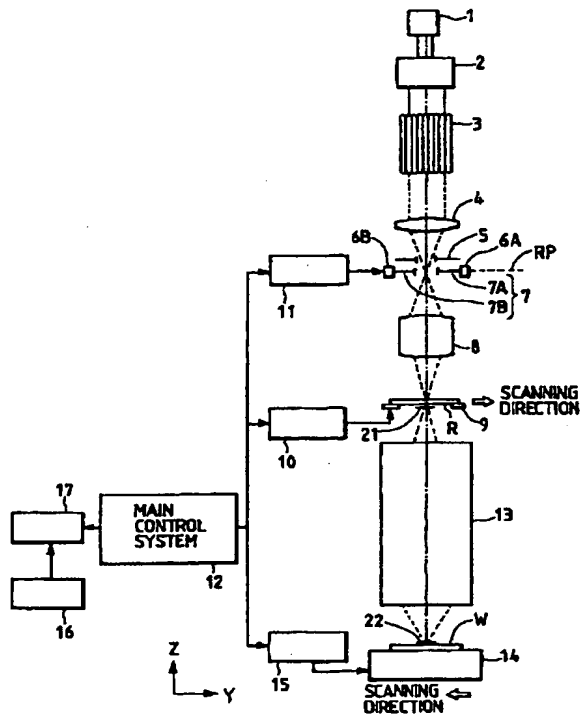 1
2
3
4
6B
5
6A
RP
7A
7B
7
11
8
SCANNING
DIRECTION
21
R
9
10
17
MAIN
CONTROL
SYSTEM
13
12
16
22
W
Z
Y
15
14
SCANNING
DIRECTION